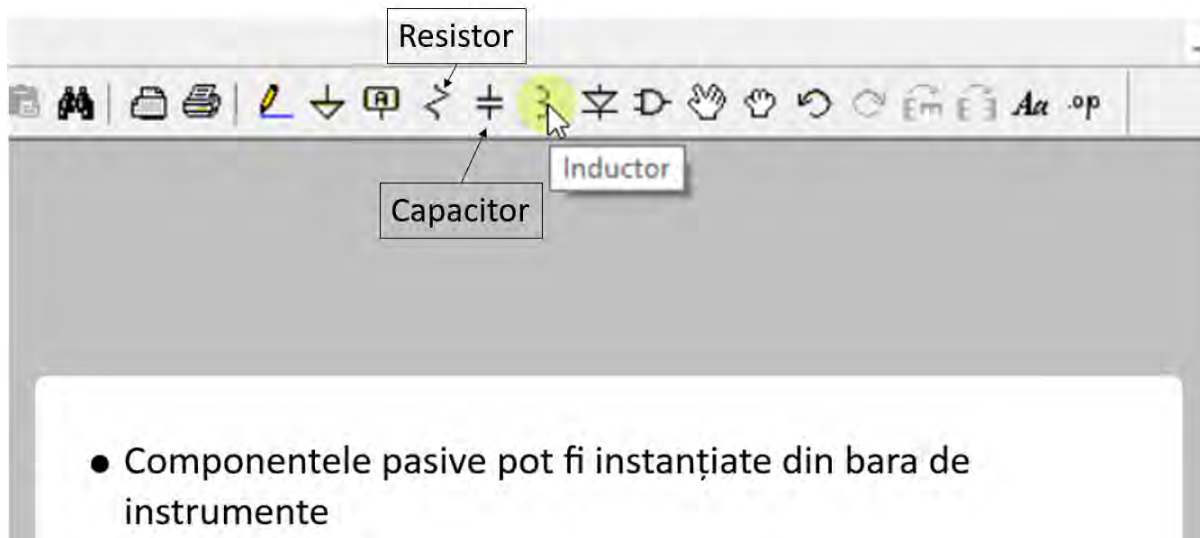 Resistor
A
Aa .op
Inductor
Capacitor
• Componentele pasive pot fi instanțiate din bara de
instrumente